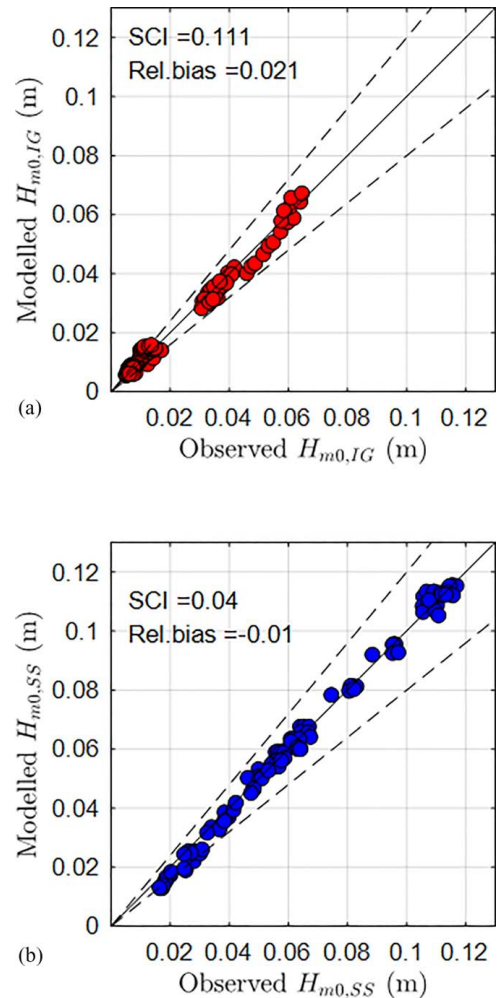 0.12
SCI =0.111
Rel.bias =0.021
0.1
0.08
0.06
0.04
0.02
0
Modelled H_{m0,IG} (m)
(a)
0.02 0.04 0.06 0.08 0.1 0.12
Observed H_{m0,IG} (m)
0.12
SCI =0.04
Rel.bias =-0.01
0.1
0.08
0.06
0.04
0.02
0
Modelled H_{m0,SS} (m)
(b)
0.02 0.04 0.06 0.08 0.1 0.12
Observed H_{m0,SS} (m)